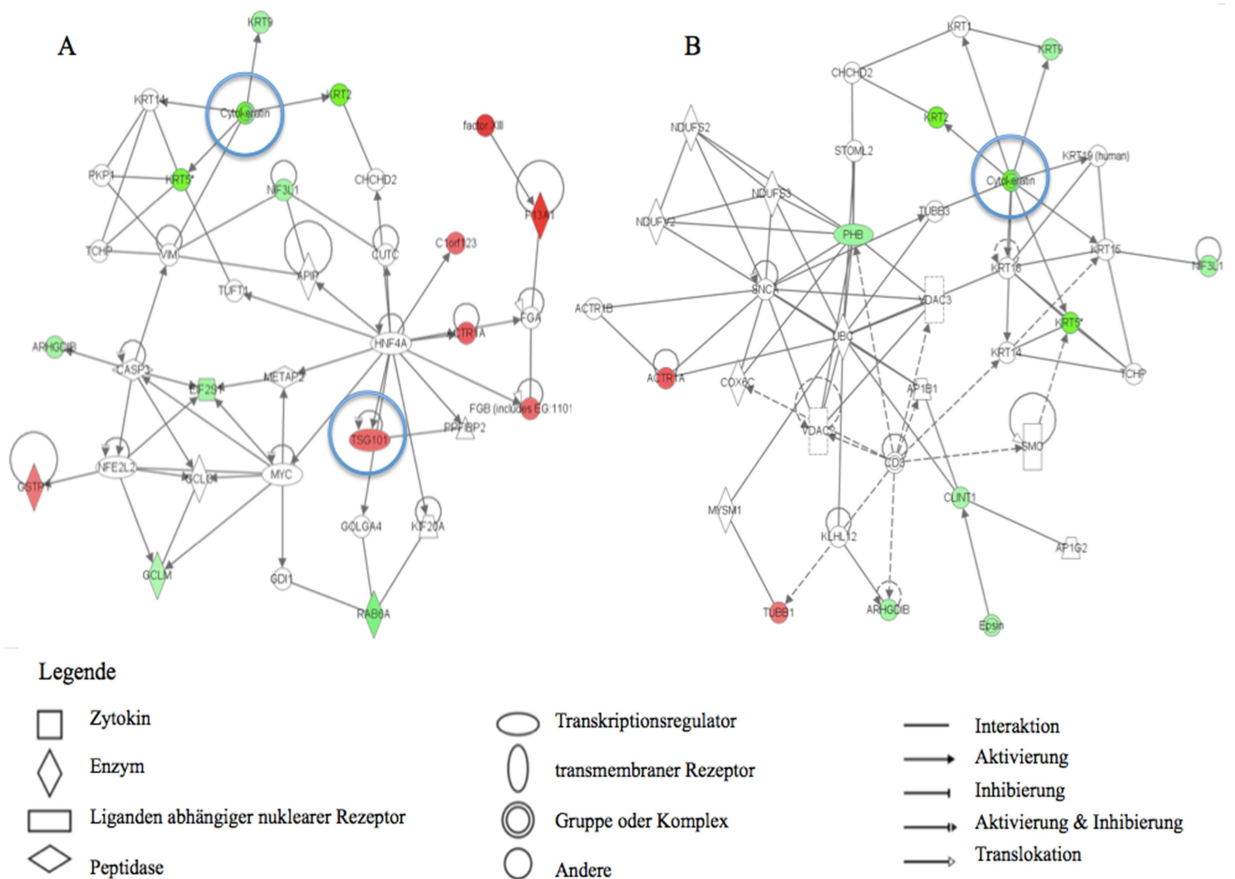 A
KRT9
KRT14
Cytokeratin
KRT2
factor XIII
PKP1
KRT5*
NIF3L1
CHCHD2
F13A1
C1orf123
TCHP
VIM
APIP
CUTC
TUFT1
FGA
ACTR1A
HNF4A
ARHGDIB
CASP3
EIF2S1
METAP2
FGB (includes EG:1101
TSG101
PPFIBP2
NFE2L2
MYC
GSTP1
GCLC
GOLGA4
KIF20A
GCLM
GDI1
RAB6A
B
KRT1
KRT9
CHCHD2
KRT2
NDUFS2
STOML2
KRT19 (human)
NDUFS3
Cytokeratin
NDUFV2
TUBB3
PHB
KRT15
KRT16
NIF3L1
SNCA
VDAC3
ACTR1B
UBC
KRT5*
KRT14
ACTR1A
COX6C
AP1B1
TCHP
VDAC2
CD3
SMO
CLINT1
MYSM1
KLHL12
AP1G2
TUBB1
ARHGDIB
Epsin
Legende
Zytokin
Enzym
Liganden abhängiger nuklearer Rezeptor
Peptidase
Transkriptionsregulator
transmembraner Rezeptor
Gruppe oder Komplex
Andere
Interaktion
Aktivierung
Inhibierung
Aktivierung & Inhibierung
Translokation